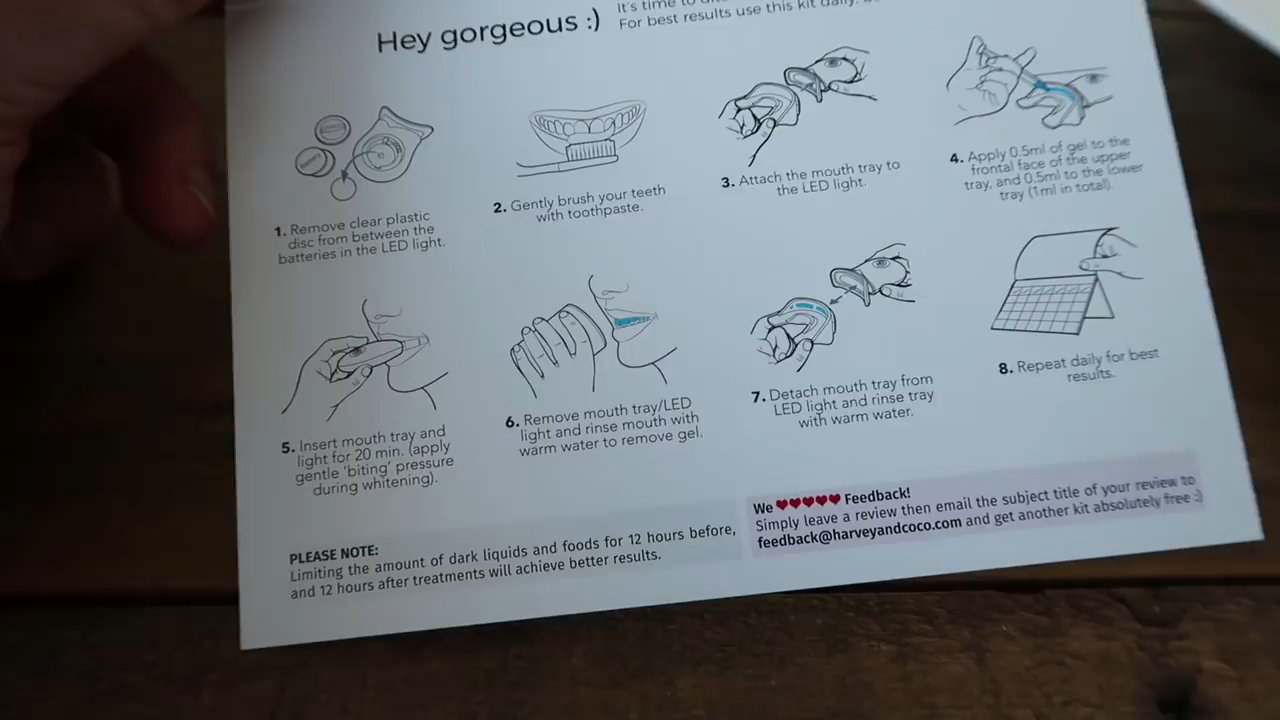 Hey gorgeous :)
It's time to
For best results use this kit daily.
1. Remove clear plastic
disc from between the
batteries in the LED light.
2. Gently brush your teeth
with toothpaste.
3. Attach the mouth tray to
the LED light.
4. Apply 0.5ml of gel to the
frontal face of the upper
tray, and 0.5ml to the lower
tray (1ml in total).
5. Insert mouth tray and
light for 20 min. (apply
gentle 'biting' pressure
during whitening).
6. Remove mouth tray/LED
light and rinse mouth with
warm water to remove gel.
7. Detach mouth tray from
LED light and rinse tray
with warm water.
8. Repeat daily for best
results.
PLEASE NOTE:
Limiting the amount of dark liquids and foods for 12 hours before,
and 12 hours after treatments will achieve better results.
We ♥♥♥♥♥ Feedback!
Simply leave a review then email the subject title of your review to
feedback@harveyandcoco.com and get another kit absolutely free :)